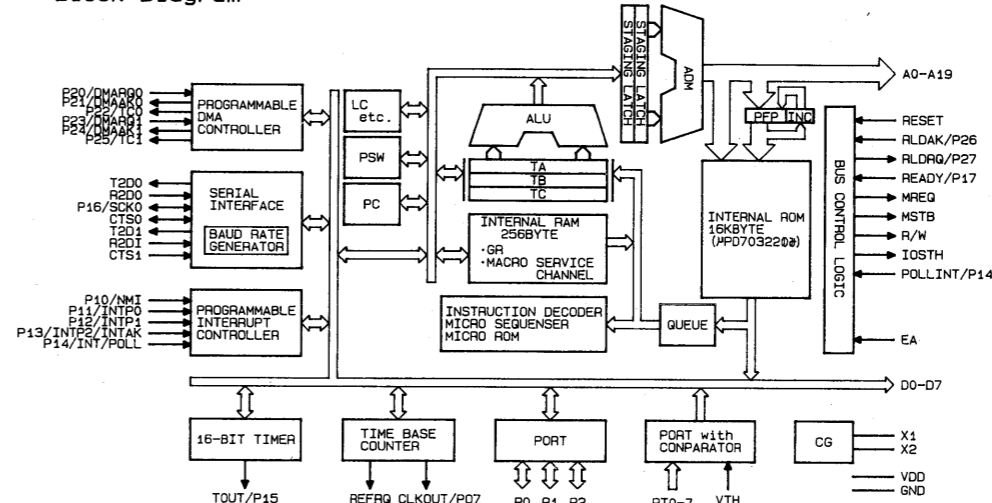 Block Diagram
P20/DMARQ0
P21/DMAAK0
P22/TC0
P23/DMARQ1
P24/DMAAK1
P25/TC1
PROGRAMMABLE
DMA
CONTROLLER
T2D0
R2D0
P16/SCK0
CTS0
T2D1
R2DI
CTS1
SERIAL
INTERFACE
BAUD RATE
GENERATOR
P10/NMI
P11/INTP0
P12/INTP1
P13/INTP2/INTAK
P14/INT/POLL
PROGRAMMABLE
INTERRUPT
CONTROLLER
LC
etc.
PSW
PC
ALU
TA
TB
TC
INTERNAL RAM
256BYTE
·GR
·MACRO SERVICE
CHANNEL
INSTRUCTION DECODER
MICRO SEQUENSER
MICRO ROM
QUEUE
STAGING LATCH
STAGING LATCH
ADM
PFP
INC
INTERNAL ROM
16KBYTE
BUS CONTROL
LOGIC
A0-A19
RESET
RLDAK/P26
RLDRQ/P27
READY/P17
MREQ
MSTB
R/W
IOSTH
POLLINT/P14
EA
D0-D7
16-BIT TIMER
TOUT/P15
TIME BASE
COUNTER
REFRQ CLKOUT/P07
PORT
P0 P1 P2
PORT with
CONPARATOR
PT0-7
VTH
CG
X1
X2
VDD
GND